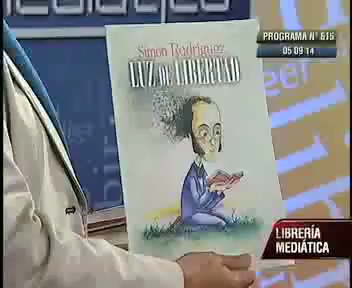 PROGRAMA N° 615
05 09 14
Simón Rodríguez
LUZ DE LIBERTAD
LIBRERÍA
MEDIÁTICA